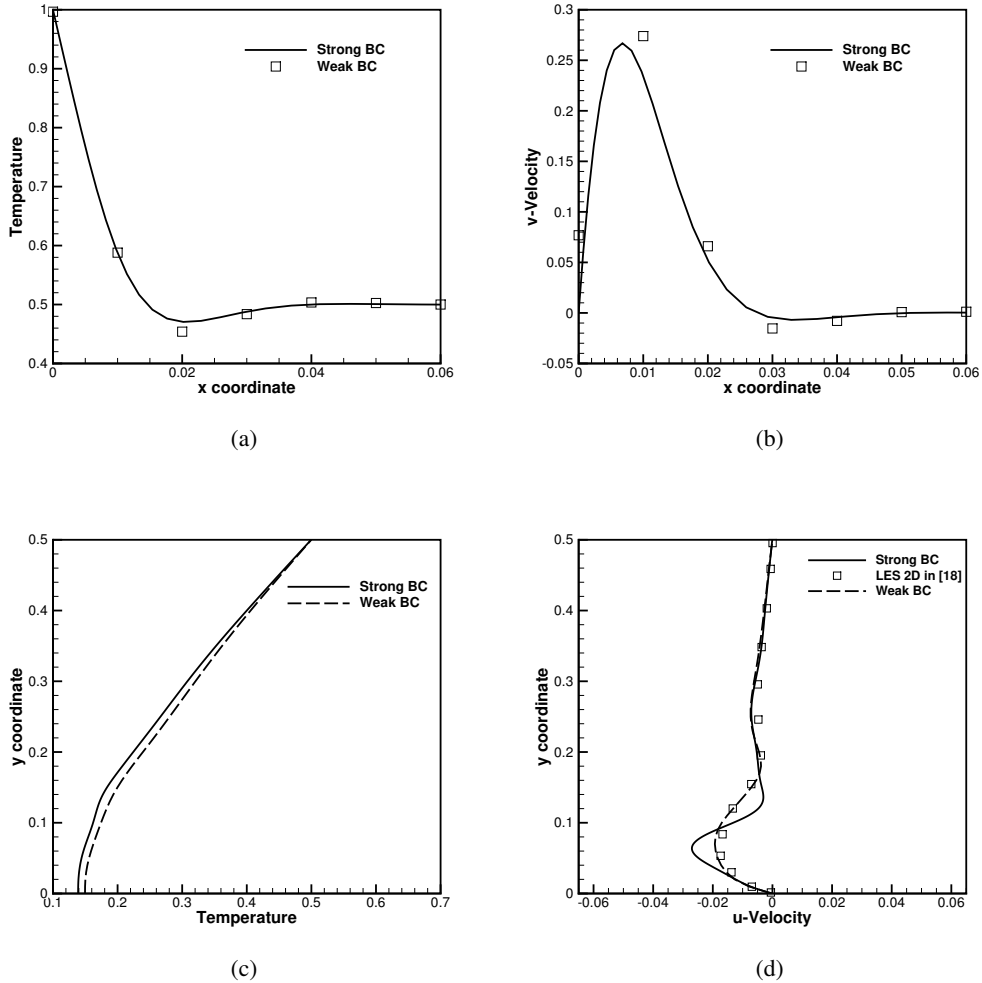 1
0.9
0.8
0.7
0.6
0.5
0.4
Temperature
0
0.02
0.04
0.06
x coordinate
Strong BC
Weak BC
(a)
0.3
0.25
0.2
0.15
0.1
0.05
0
-0.05
v-Velocity
0
0.01
0.02
0.03
0.04
0.05
0.06
x coordinate
Strong BC
Weak BC
(b)
0.5
0.4
0.3
0.2
0.1
0
y coordinate
0.1
0.2
0.3
0.4
0.5
0.6
0.7
Temperature
Strong BC
Weak BC
(c)
0.5
0.4
0.3
0.2
0.1
0
y coordinate
-0.06
-0.04
-0.02
0
0.02
0.04
0.06
u-Velocity
Strong BC
LES 2D in [18]
Weak BC
(d)